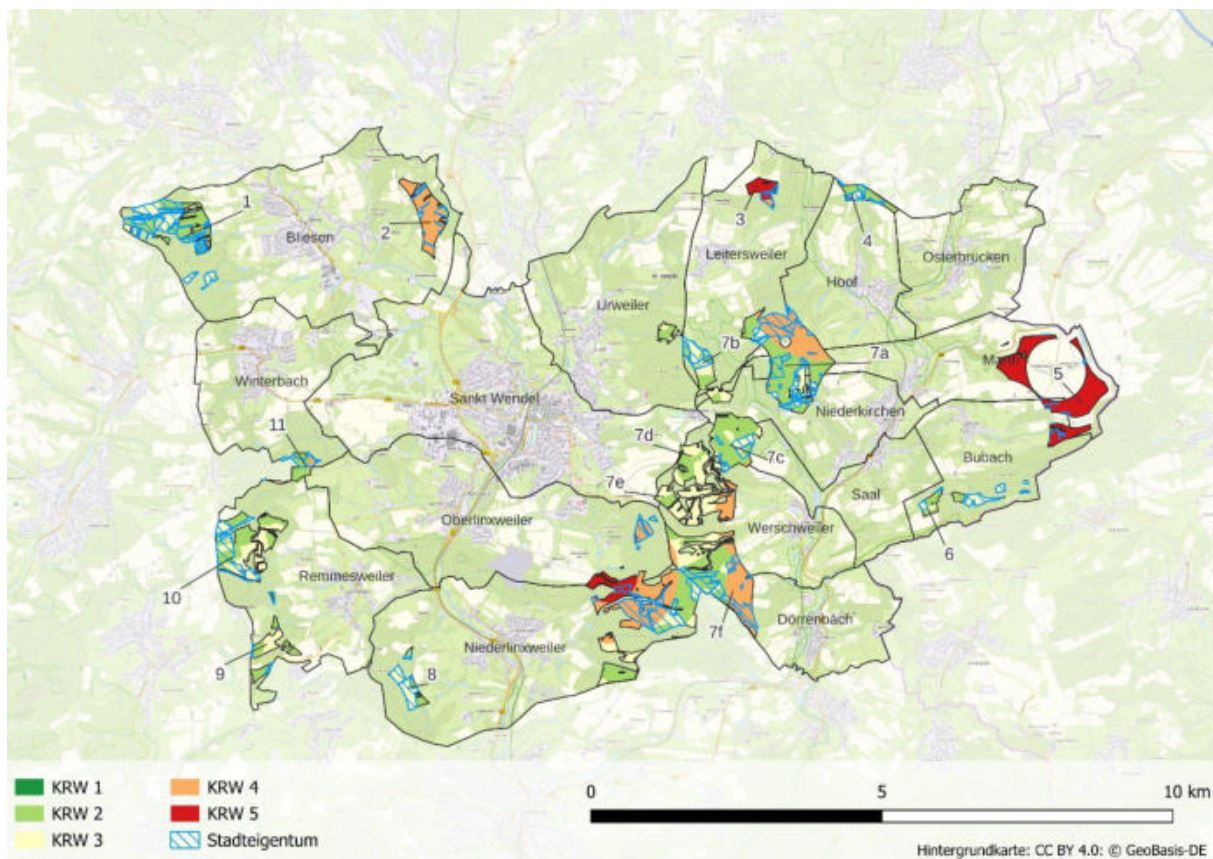 1
Bliesen
2
3
Leitersweiler
4
Hoof
Osterbrücken
Urweiler
7b
7a
5
Winterbach
Sankt Wendel
Niederkirchen
11
7d
7c
Bubach
7e
Saal
Oberlinxweiler
Werschweiler
6
10
Remmesweiler
7f
Dörrenbach
9
Niederlinxweiler
8
KRW 1
KRW 2
KRW 3
KRW 4
KRW 5
Stadteigentum
0
5
10 km
Hintergrundkarte: CC BY 4.0: © GeoBasis-DE